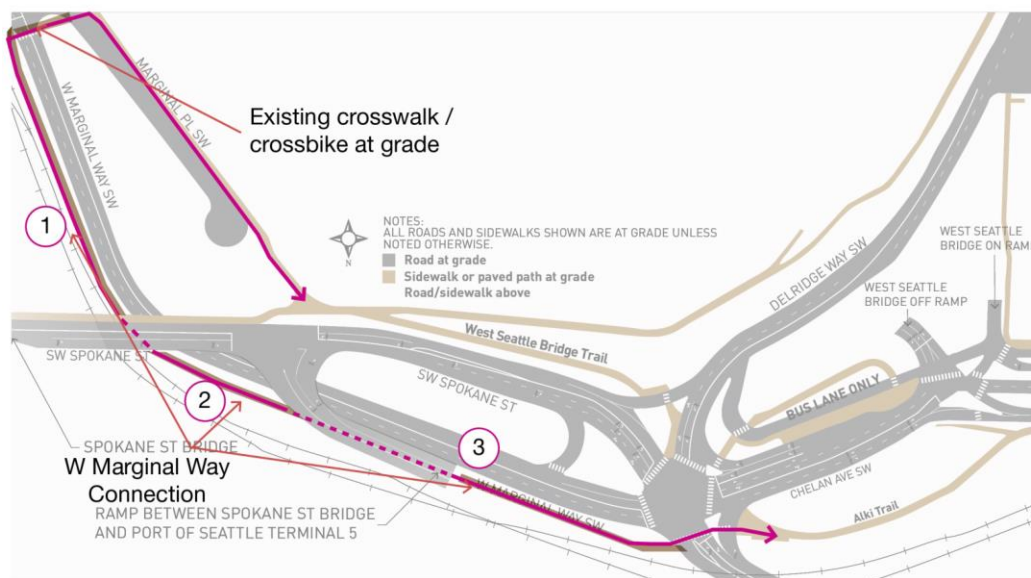 MARGINAL PL SW
W MARGINAL WAY SW
Existing crosswalk /
crossbike at grade
1
N
NOTES:
ALL ROADS AND SIDEWALKS SHOWN ARE AT GRADE UNLESS
NOTED OTHERWISE.
Road at grade
Sidewalk or paved path at grade
Road/sidewalk above
DELRIDGE WAY SW
WEST SEATTLE
BRIDGE ON RAMP
WEST SEATTLE
BRIDGE OFF RAMP
West Seattle Bridge Trail
SW SPOKANE ST
SW SPOKANE ST
BUS LANE ONLY
2
3
SPOKANE ST BRIDGE
W Marginal Way
Connection
W MARGINAL WAY SW
CHELAN AVE SW
RAMP BETWEEN SPOKANE ST BRIDGE
AND PORT OF SEATTLE TERMINAL 5
Alki Trail